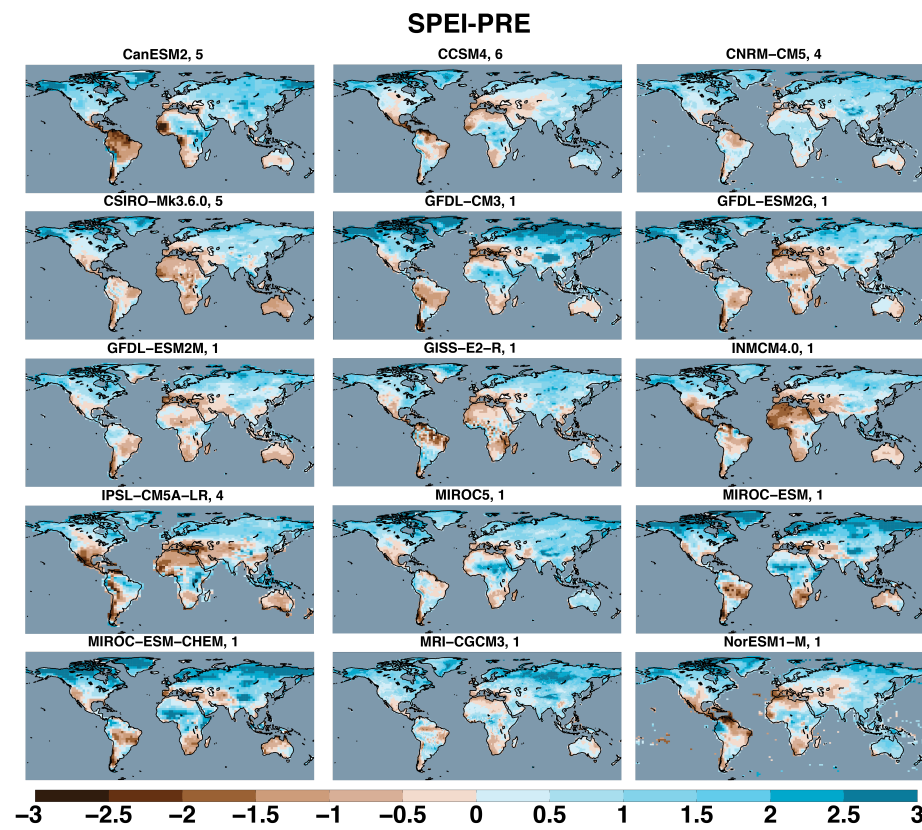 SPEI-PRE
CanESM2, 5
CCSM4, 6
CNRM−CM5, 4
CSIRO−Mk3.6.0, 5
GFDL−CM3, 1
GFDL−ESM2G, 1
GFDL−ESM2M, 1
GISS−E2−R, 1
INMCM4.0, 1
IPSL−CM5A−LR, 4
MIROC5, 1
MIROC−ESM, 1
MIROC−ESM−CHEM, 1
MRI−CGCM3, 1
NorESM1−M, 1
−3 −2.5 −2 −1.5 −1 −0.5 0 0.5 1 1.5 2 2.5 3